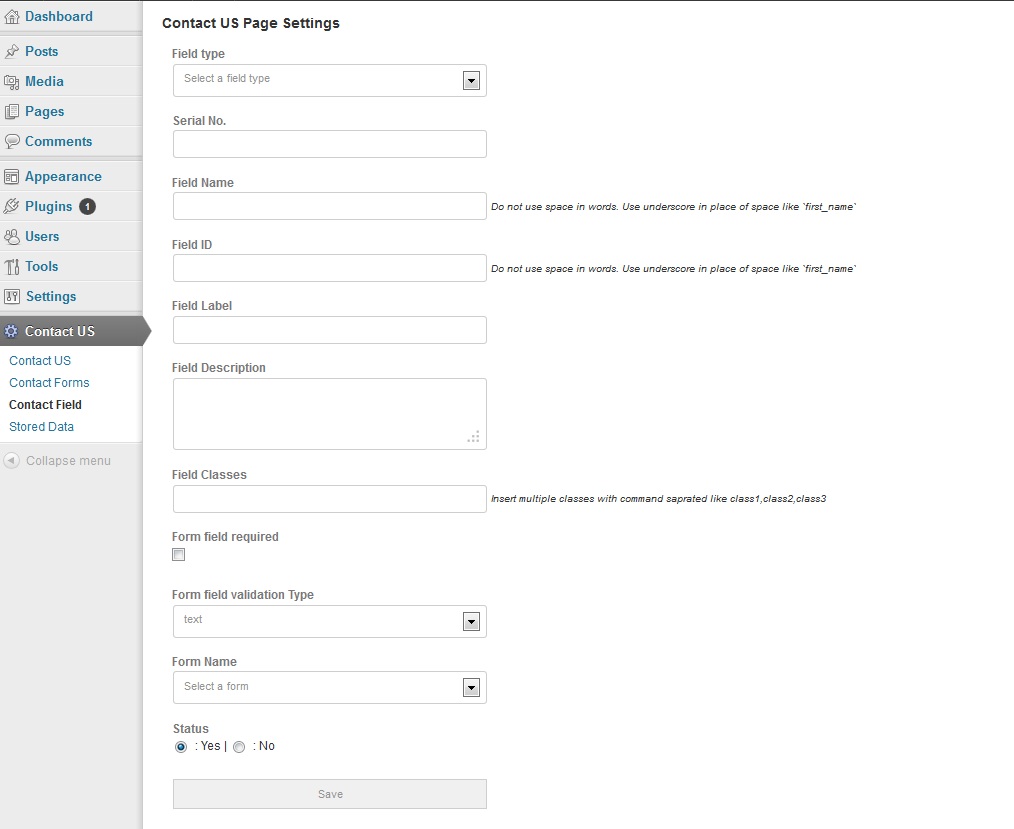 Dashboard
Posts
Media
Pages
Comments
Appearance
Plugins 1
Users
Tools
Settings
Contact US
Contact US
Contact Forms
Contact Field
Stored Data
Collapse menu
Contact US Page Settings
Field type
Select a field type
Serial No.
Field Name
Do not use space in words. Use underscore in place of space like `first_name`
Field ID
Do not use space in words. Use underscore in place of space like `first_name`
Field Label
Field Description
Field Classes
Insert multiple classes with command saprated like class1,class2,class3
Form field required
Form field validation Type
text
Form Name
Select a form
Status
: Yes | : No
Save